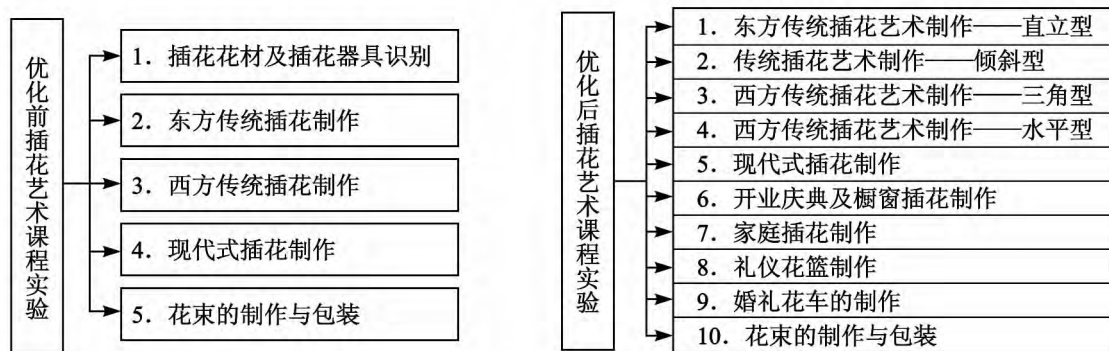 优化前插花艺术课程实验
1. 插花花材及插花器具识别
2. 东方传统插花制作
3. 西方传统插花制作
4. 现代式插花制作
5. 花束的制作与包装
优化后插花艺术课程实验
1. 东方传统插花艺术制作——直立型
2. 传统插花艺术制作——倾斜型
3. 西方传统插花艺术制作——三角型
4. 西方传统插花艺术制作——水平型
5. 现代式插花制作
6. 开业庆典及橱窗插花制作
7. 家庭插花制作
8. 礼仪花篮制作
9. 婚礼花车的制作
10. 花束的制作与包装